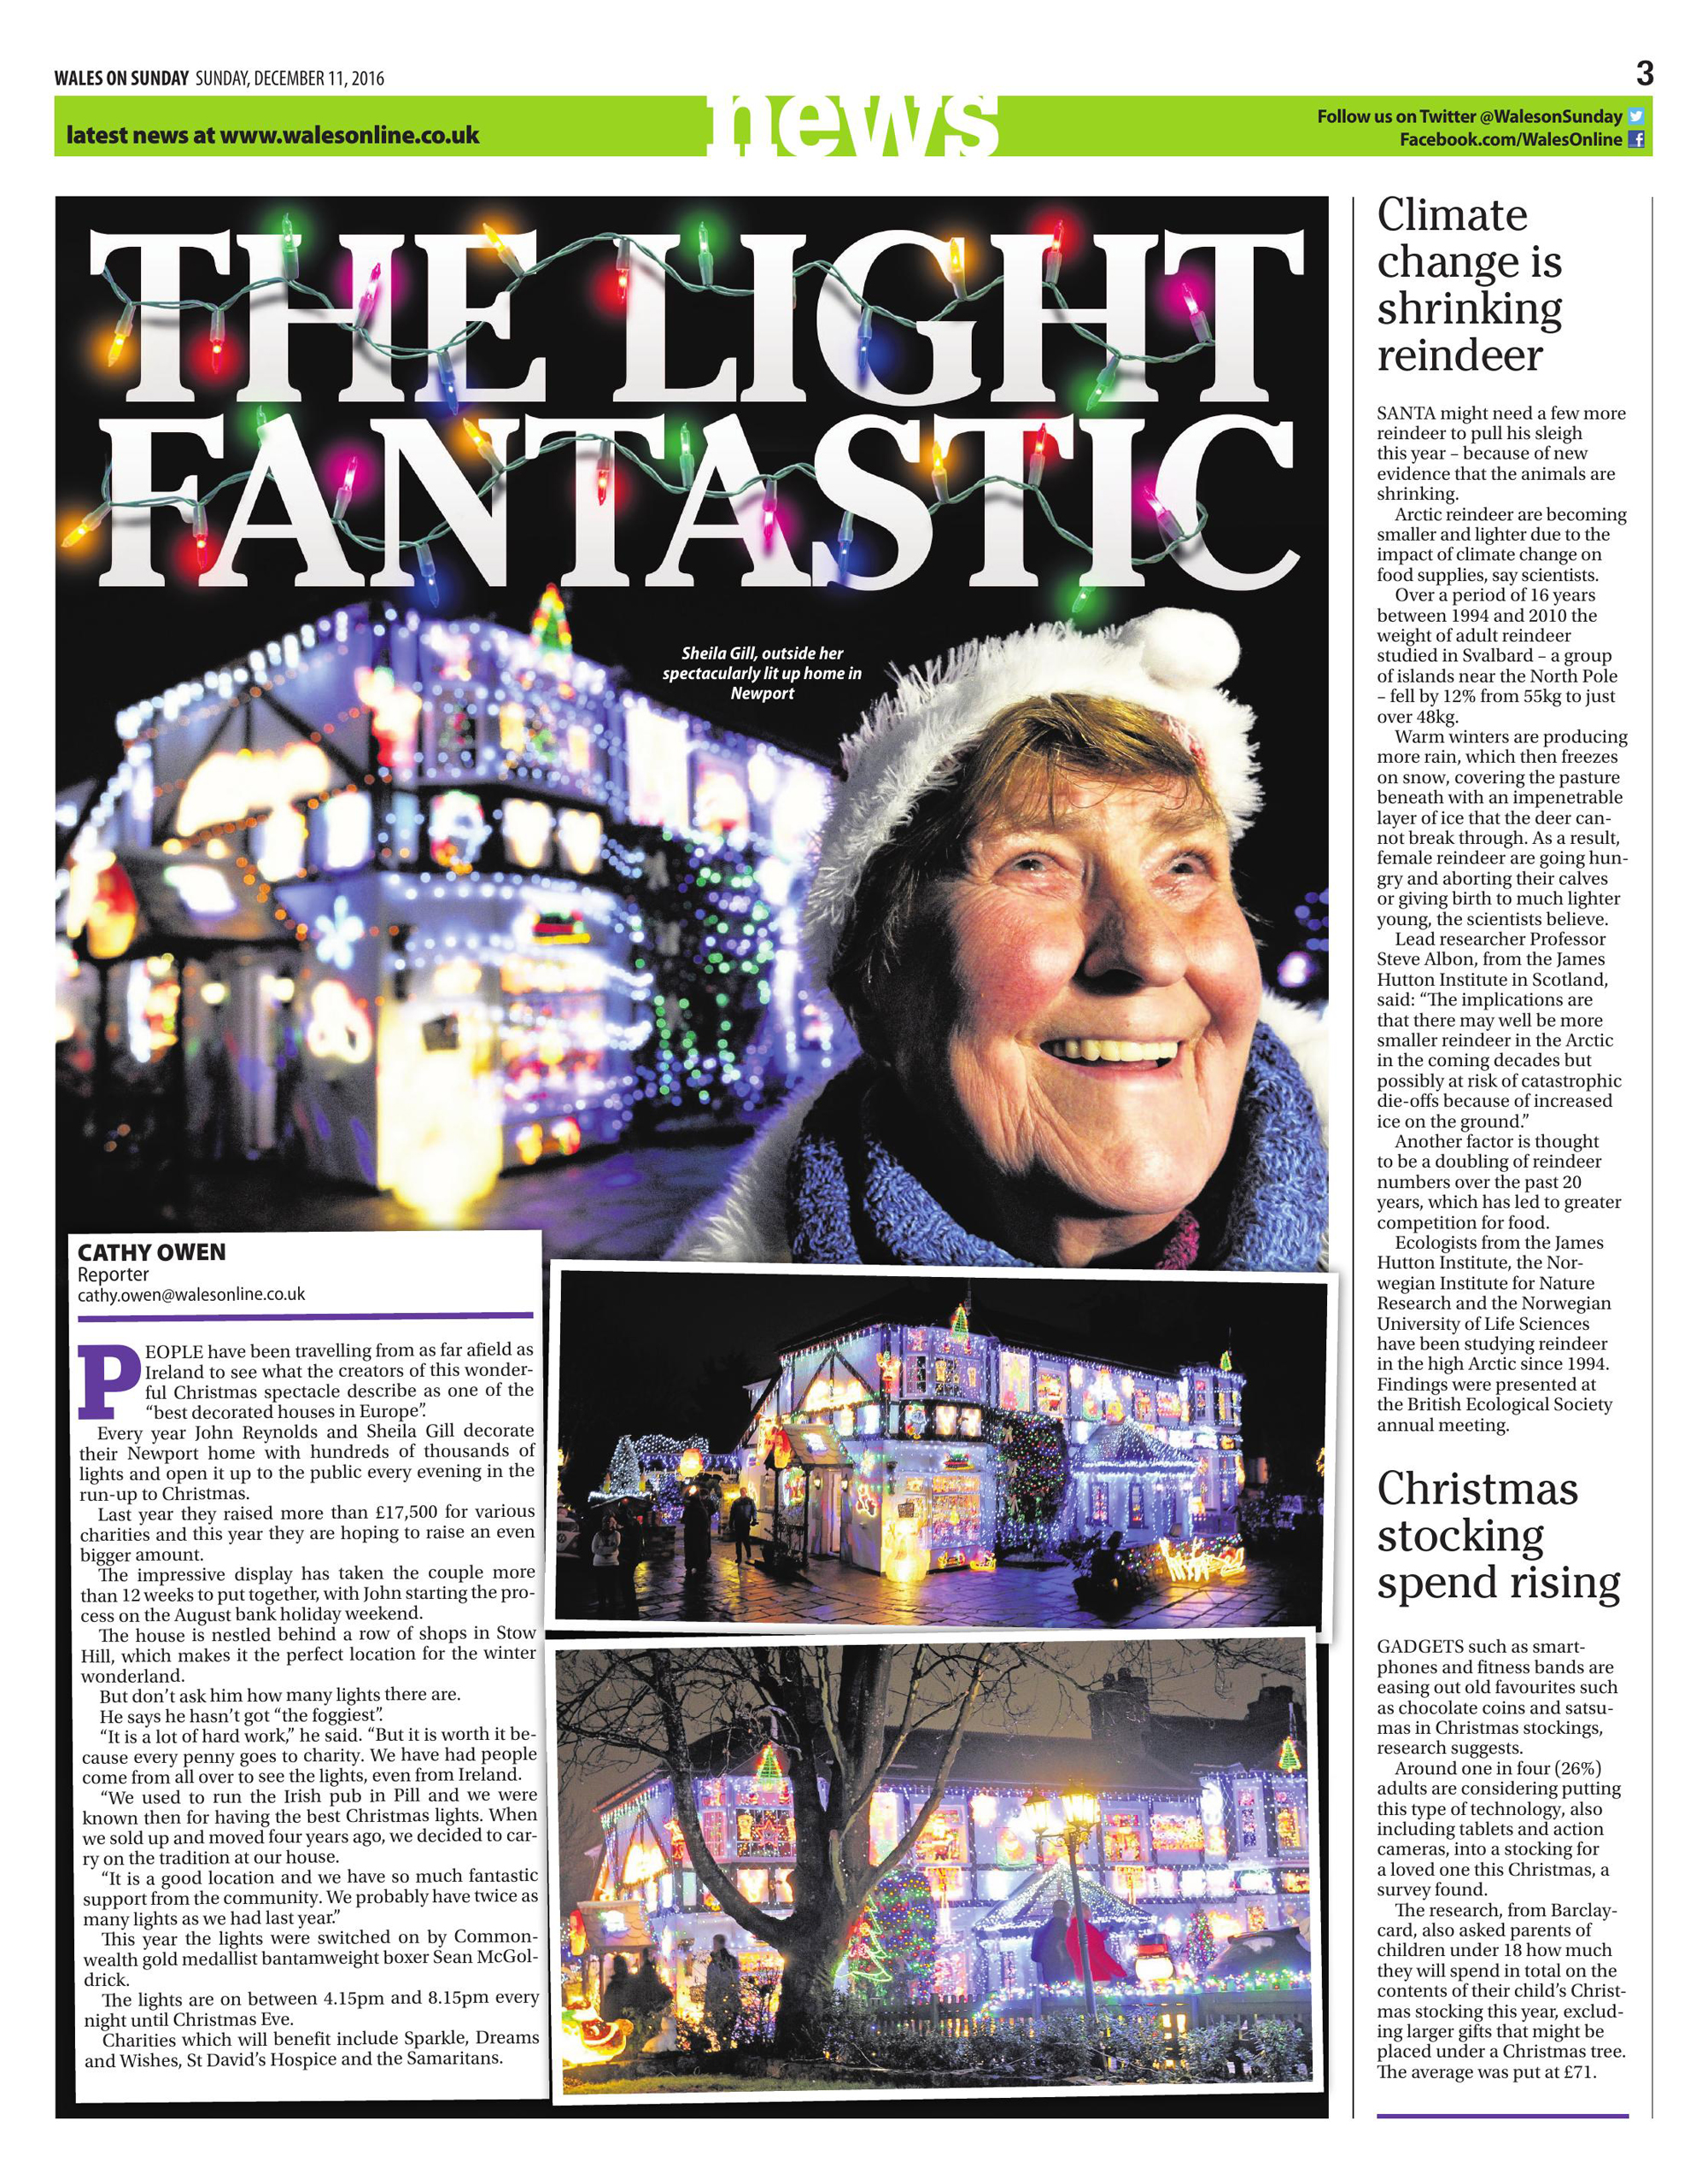 WALES ON SUNDAY SUNDAY, DECEMBER 11, 2016
3
latest news at www.walesonline.co.uk
news
Follow us on Twitter @WalesonSunday
Facebook.com/WalesOnline
THE LIGHT
FANTASTIC
Sheila Gill, outside her
spectacularly lit up home in
Newport
CATHY OWEN
Reporter
cathy.owen@walesonline.co.uk
PEOPLE have been travelling from as far afield as
Ireland to see what the creators of this wonder-
ful Christmas spectacle describe as one of the
“best decorated houses in Europe”.
Every year John Reynolds and Sheila Gill decorate
their Newport home with hundreds of thousands of
lights and open it up to the public every evening in the
run-up to Christmas.
Last year they raised more than £17,500 for various
charities and this year they are hoping to raise an even
bigger amount.
The impressive display has taken the couple more
than 12 weeks to put together, with John starting the pro-
cess on the August bank holiday weekend.
The house is nestled behind a row of shops in Stow
Hill, which makes it the perfect location for the winter
wonderland.
But don’t ask him how many lights there are.
He says he hasn’t got “the foggiest”.
“It is a lot of hard work,” he said. “But it is worth it be-
cause every penny goes to charity. We have had people
come from all over to see the lights, even from Ireland.
“We used to run the Irish pub in Pill and we were
known then for having the best Christmas lights. When
we sold up and moved four years ago, we decided to car-
ry on the tradition at our house.
“It is a good location and we have so much fantastic
support from the community. We probably have twice as
many lights as we had last year.”
This year the lights were switched on by Common-
wealth gold medallist bantamweight boxer Sean McGol-
drick.
The lights are on between 4.15pm and 8.15pm every
night until Christmas Eve.
Charities which will benefit include Sparkle, Dreams
and Wishes, St David’s Hospice and the Samaritans.
Climate
change is
shrinking
reindeer
SANTA might need a few more
reindeer to pull his sleigh
this year – because of new
evidence that the animals are
shrinking.
Arctic reindeer are becoming
smaller and lighter due to the
impact of climate change on
food supplies, say scientists.
Over a period of 16 years
between 1994 and 2010 the
weight of adult reindeer
studied in Svalbard – a group
of islands near the North Pole
– fell by 12% from 55kg to just
over 48kg.
Warm winters are producing
more rain, which then freezes
on snow, covering the pasture
beneath with an impenetrable
layer of ice that the deer can-
not break through. As a result,
female reindeer are going hun-
gry and aborting their calves
or giving birth to much lighter
young, the scientists believe.
Lead researcher Professor
Steve Albon, from the James
Hutton Institute in Scotland,
said: “The implications are
that there may well be more
smaller reindeer in the Arctic
in the coming decades but
possibly at risk of catastrophic
die-offs because of increased
ice on the ground.”
Another factor is thought
to be a doubling of reindeer
numbers over the past 20
years, which has led to greater
competition for food.
Ecologists from the James
Hutton Institute, the Nor-
wegian Institute for Nature
Research and the Norwegian
University of Life Sciences
have been studying reindeer
in the high Arctic since 1994.
Findings were presented at
the British Ecological Society
annual meeting.
Christmas
stocking
spend rising
GADGETS such as smart-
phones and fitness bands are
easing out old favourites such
as chocolate coins and satsu-
mas in Christmas stockings,
research suggests.
Around one in four (26%)
adults are considering putting
this type of technology, also
including tablets and action
cameras, into a stocking for
a loved one this Christmas, a
survey found.
The research, from Barclay-
card, also asked parents of
children under 18 how much
they will spend in total on the
contents of their child’s Christ-
mas stocking this year, exclud-
ing larger gifts that might be
placed under a Christmas tree.
The average was put at £71.